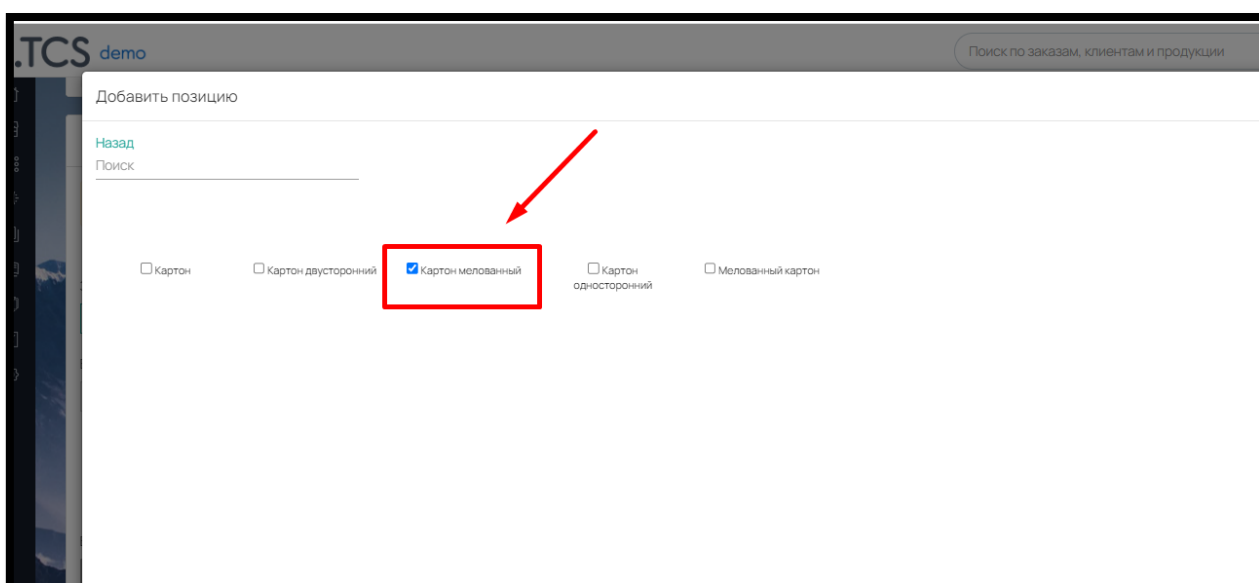 .TCS demo
Поиск по заказам, клиентам и продукции
Добавить позицию
Назад
Поиск
Картон
Картон двусторонний
Картон мелованный
Картон
односторонний
Мелованный картон